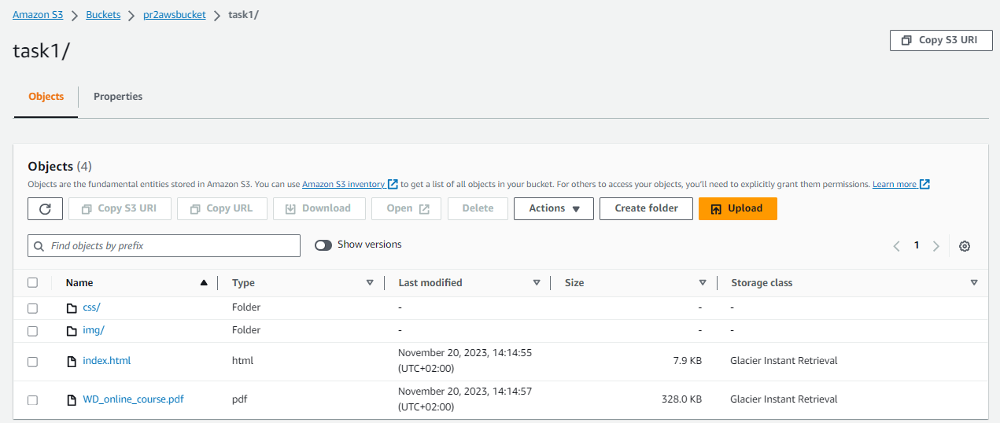 Amazon S3 > Buckets > pr2awsbucket > task1/
task1/
Copy S3 URI
Objects Properties
Objects (4)
Objects are the fundamental entities stored in Amazon S3. You can use Amazon S3 inventory to get a list of all objects in your bucket. For others to access your objects, you'll need to explicitly grant them permissions. Learn more
Copy S3 URI Copy URL Download Open Delete Actions Create folder Upload
Find objects by prefix Show versions 1
Name Type Last modified Size Storage class
css/ Folder - - -
img/ Folder - - -
index.html html November 20, 2023, 14:14:55 (UTC+02:00) 7.9 KB Glacier Instant Retrieval
WD_online_course.pdf pdf November 20, 2023, 14:14:57 (UTC+02:00) 328.0 KB Glacier Instant Retrieval